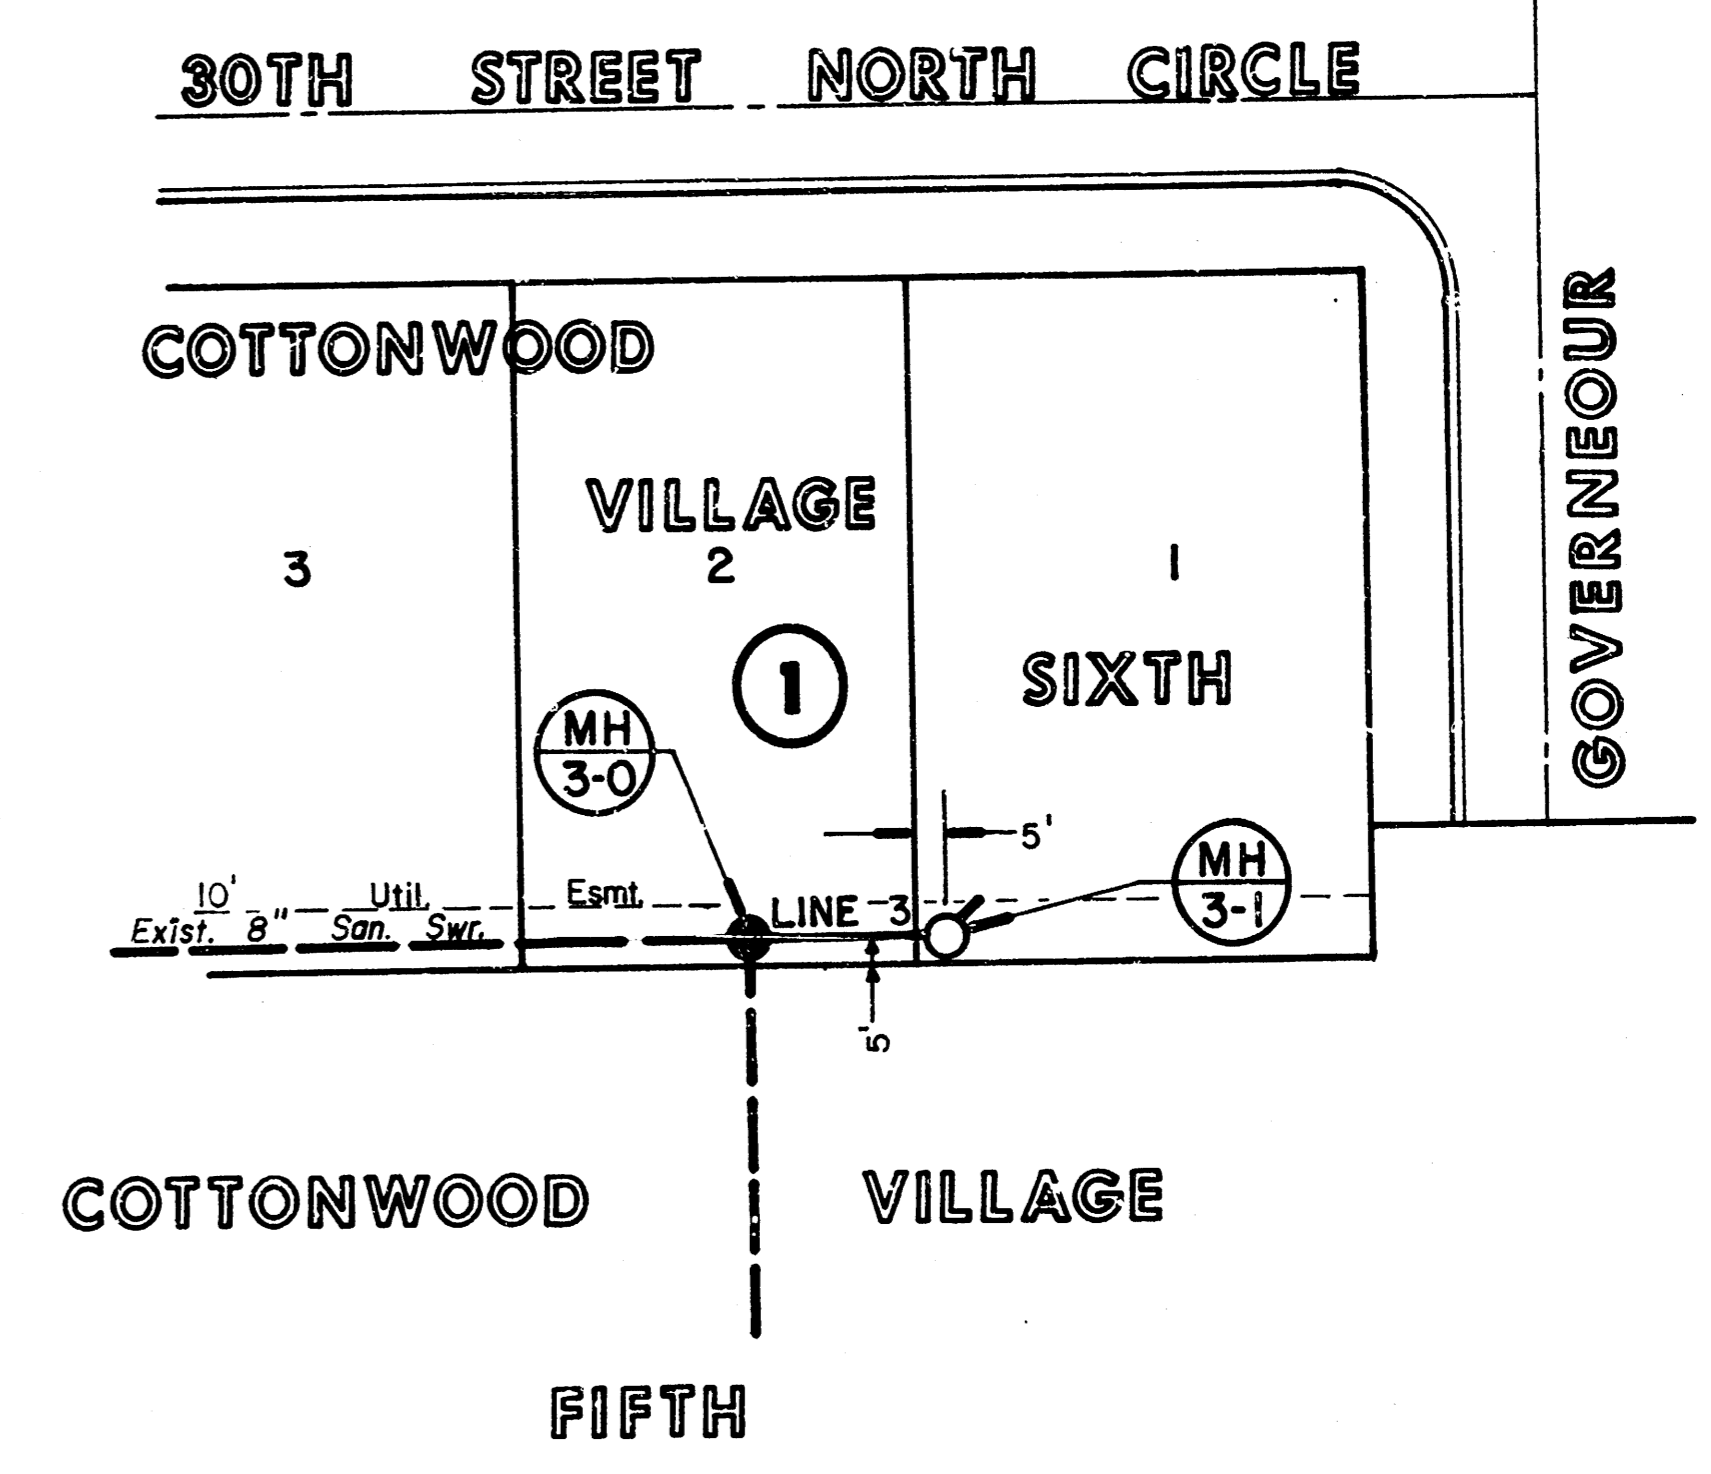 30TH STREET NORTH CIRCLE
GOVERNEOUR
COTTONWOOD
VILLAGE
3
2
1
SIXTH
1
MH
3-0
5'
MH
3-1
10' Util. Esmt.
LINE 3
Exist. 8" San. Swr.
5'
COTTONWOOD VILLAGE
FIFTH